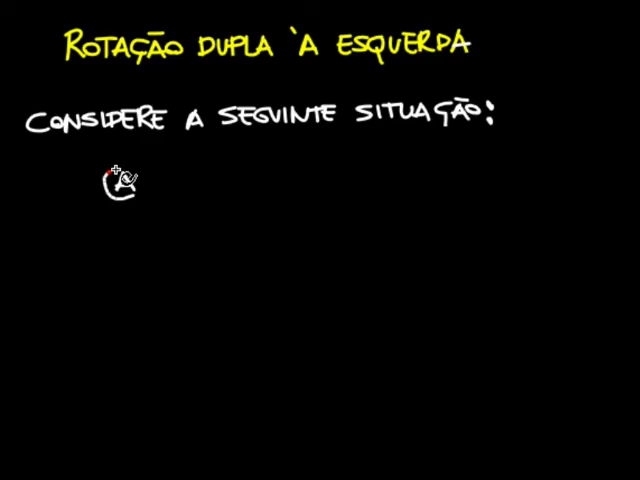 ROTAÇÃO DUPLA `A ESQUERDA
CONSIDERE A SEGUINTE SITUAÇÃO: